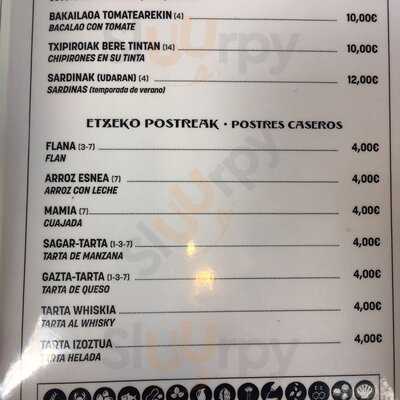 BAKAILAOA TOMATEAREKIN (4) 10,00€
BACALAO CON TOMATE
TXIPIROIAK BERE TINTAN (14) 10,00€
CHIPIRONES EN SU TINTA
SARDINAK (UDARAN) (4) 12,00€
SARDINAS (temporada de verano)
ETXEKO POSTREAK · POSTRES CASEROS
FLANA (3-7) 4,00€
FLAN
ARROZ ESNEA (7) 4,00€
ARROZ CON LECHE
MAMIA (7) 4,00€
CUAJADA
SAGAR-TARTA (1-3-7) 4,00€
TARTA DE MANZANA
GAZTA-TARTA (1-3-7) 4,00€
TARTA DE QUESO
TARTA WHISKIA 4,00€
TARTA AL WHISKY
TARTA IZOZTUA 4,00€
TARTA HELADA
Sluurpy
Sluurpy
Sluurpy